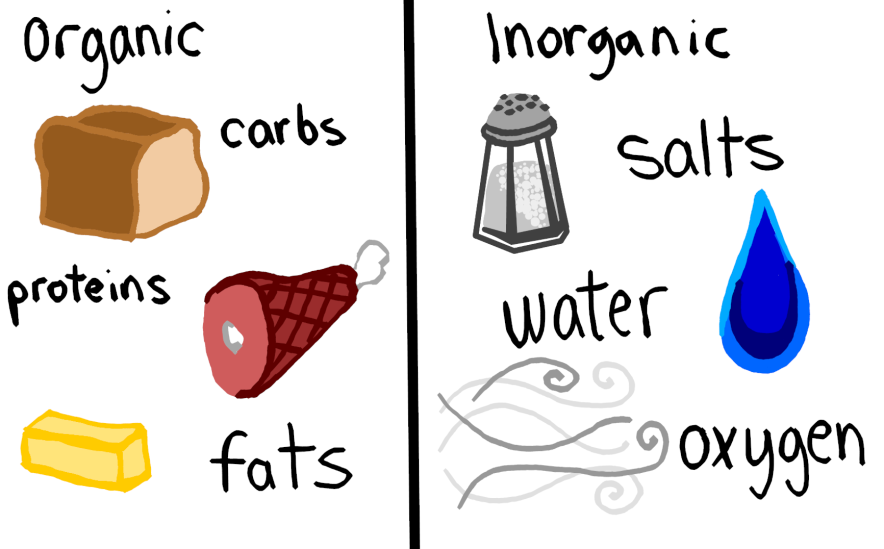 Organic
carbs
proteins
fats
Inorganic
salts
water
oxygen